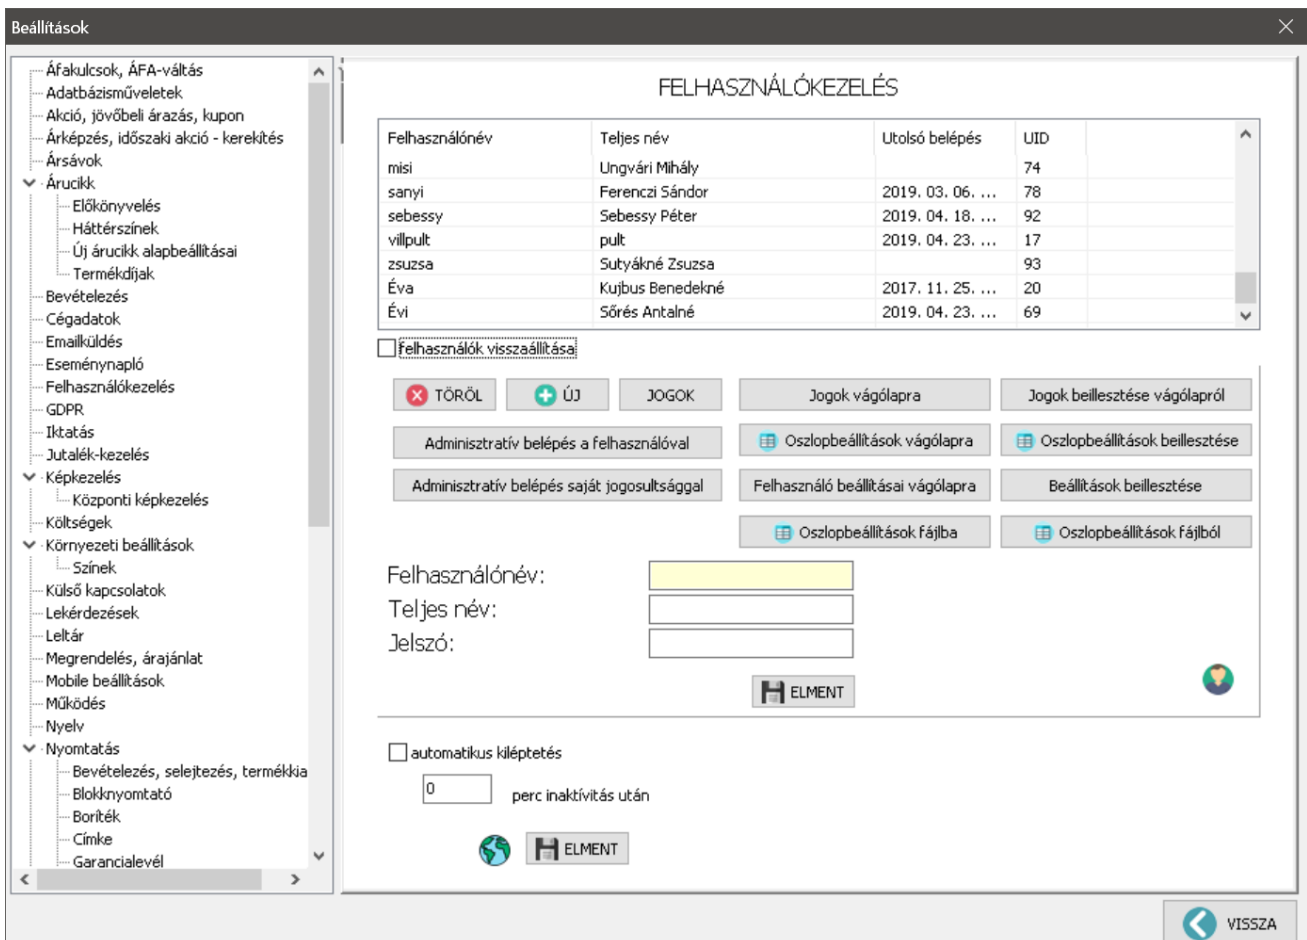 Beállítások
Áfakulcsok, ÁFA-váltás
Adatbázisműveletek
Akció, jövőbeli árazás, kupon
Árképzés, időszaki akció - kerekítés
Ársávok
Árucikk
Előkönyvelés
Háttérszínek
Új árucikk alapbeállításai
Termékdíjak
Bevételezés
Cégadatok
Emailküldés
Eseménynapló
Felhasználókezelés
GDPR
Iktatás
Jutalék-kezelés
Képkezelés
Központi képkezelés
Költségek
Környezeti beállítások
Színek
Külső kapcsolatok
Lekérdezések
Leltár
Megrendelés, árajánlat
Mobile beállítások
Működés
Nyelv
Nyomtatás
Bevételezés, selejtezés, termékkia
Blokknyomtató
Boríték
Címke
Garancialevél
FELHASZNÁLÓKEZELÉS
Felhasználónév Teljes név Utolsó belépés UID
misi Ungvári Mihály 74
sanyi Ferenczi Sándor 2019. 03. 06. ... 78
sebessy Sebessy Péter 2019. 04. 18. ... 92
villpult pult 2019. 04. 23. ... 17
zsuzsa Sutyákné Zsuzsa 93
Éva Kujbus Benedekné 2017. 11. 25. ... 20
Évi Sőrés Antalné 2019. 04. 23. ... 69
felhasználók visszaállítása
TÖRÖL ÚJ JOGOK Jogok vágólapra Jogok beillesztése vágólapról
Adminisztratív belépés a felhasználóval Oszlopbeállítások vágólapra Oszlopbeállítások beillesztése
Adminisztratív belépés saját jogosultsággal Felhasználó beállításai vágólapra Beállítások beillesztése
Oszlopbeállítások fájlba Oszlopbeállítások fájlból
Felhasználónév:
Teljes név:
Jelszó:
ELMENT
automatikus kiléptetés
0 perc inaktívitás után
ELMENT
VISSZA